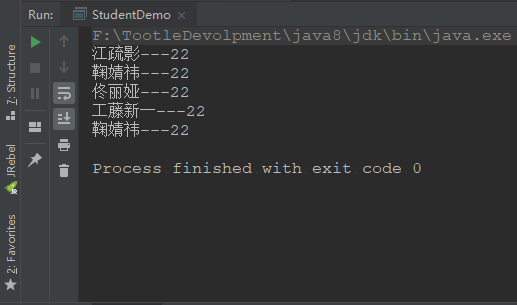 Run: StudentDemo ×
F:\TootleDevolpment\java8\jdk\bin\java.exe
江疏影---22
鞠婧祎---22
佟丽娅---22
工藤新一---22
鞠婧祎---22
Process finished with exit code 0
7: Structure
JRebel
2: Favorites